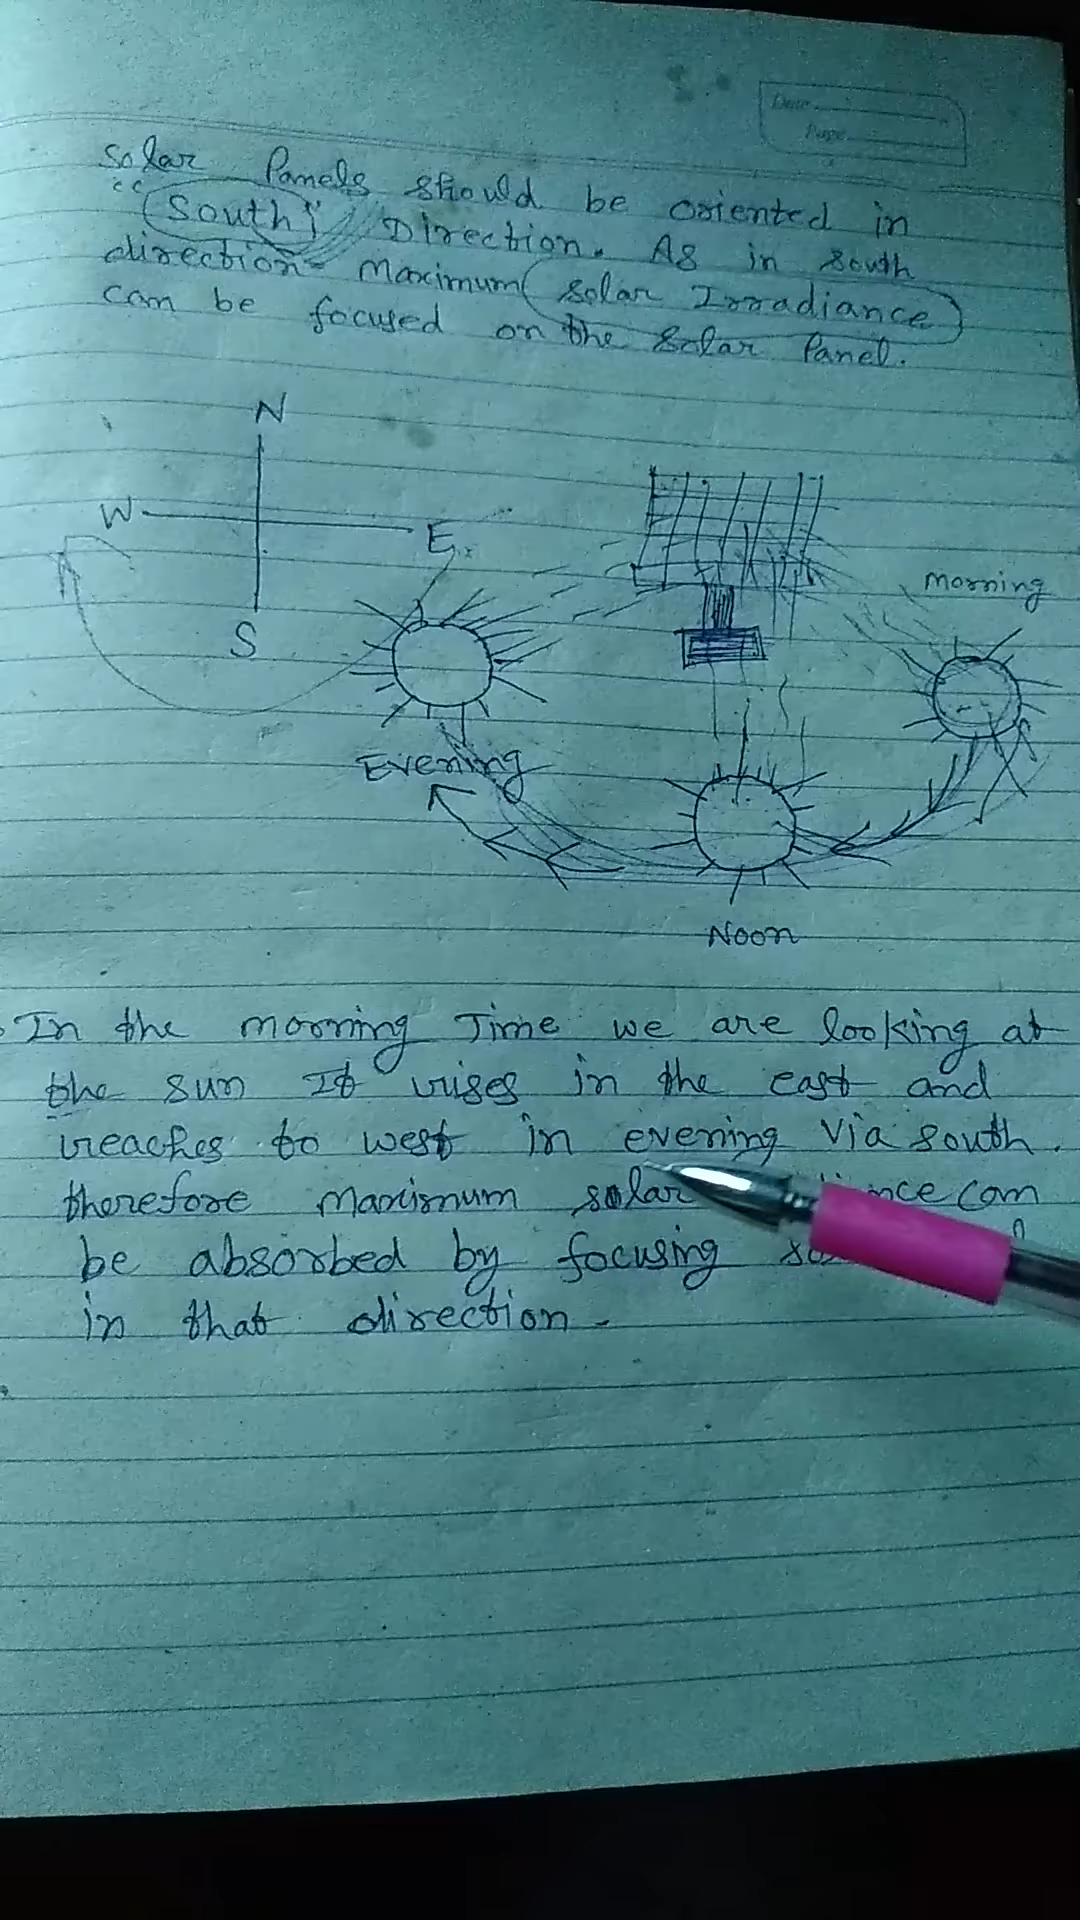 Date
Page
Solar Panels should be oriented in
"South" Direction. As in south
direction maximum solar Irradiance
can be focused on the solar Panel.
N
W
E
S
Morning
Evening
Noon
In the morning Time we are looking at
the sun It rises in the east and
reaches to west in evening via south.
therefore maximum solar can
be absorbed by focusing
in that direction.